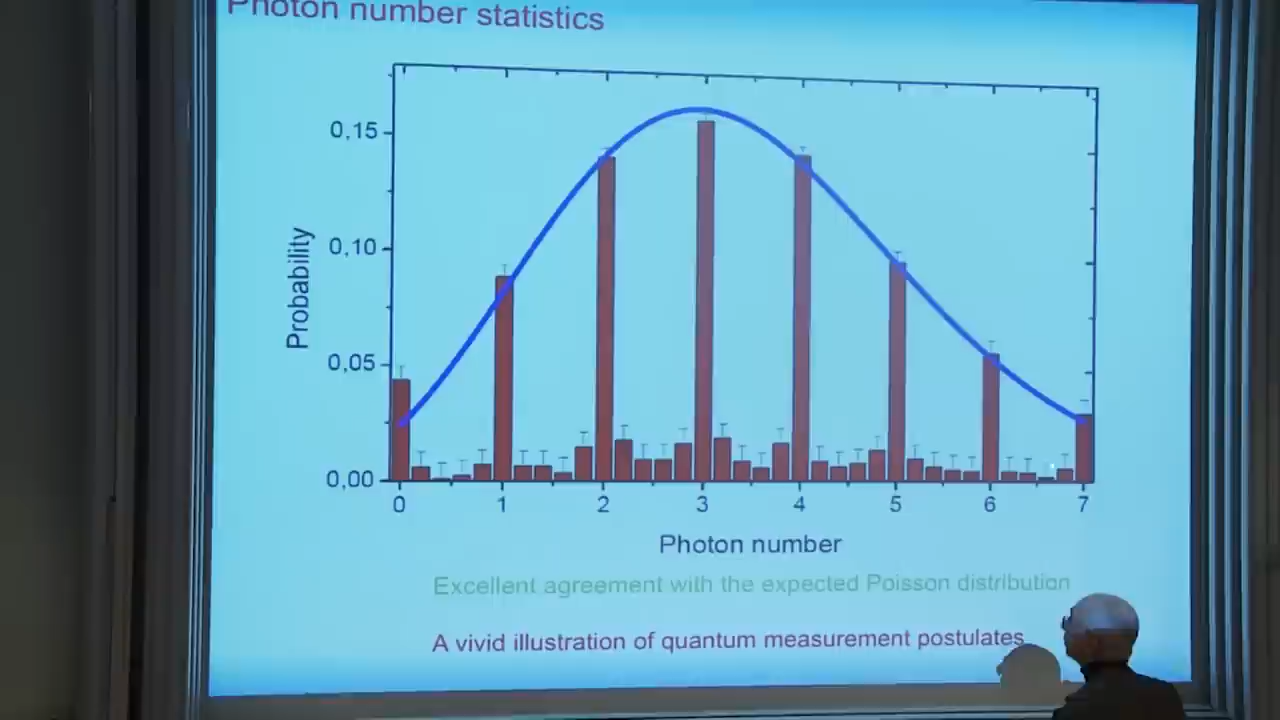 Photon number statistics
0,15
0,10
0,05
0,00
Probability
0 1 2 3 4 5 6 7
Photon number
Excellent agreement with the expected Poisson distribution
A vivid illustration of quantum measurement postulates